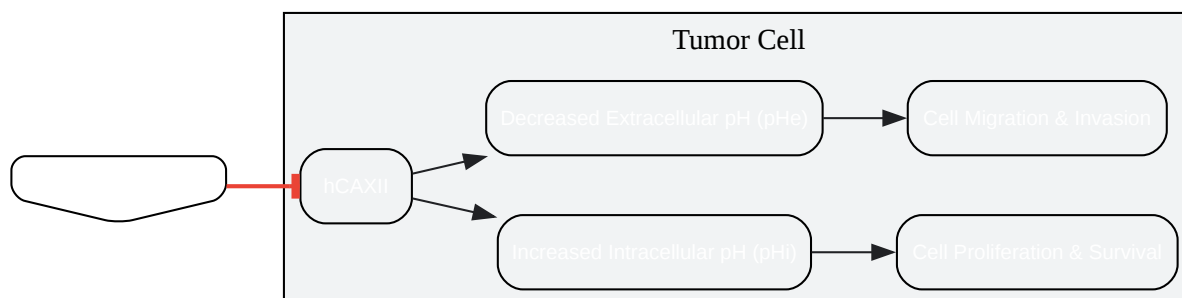 Tumor Cell
Decreased Extracellular pH (pHe)
Cell Migration & Invasion
hCAXII
Increased Intracellular pH (pHi)
Cell Proliferation & Survival